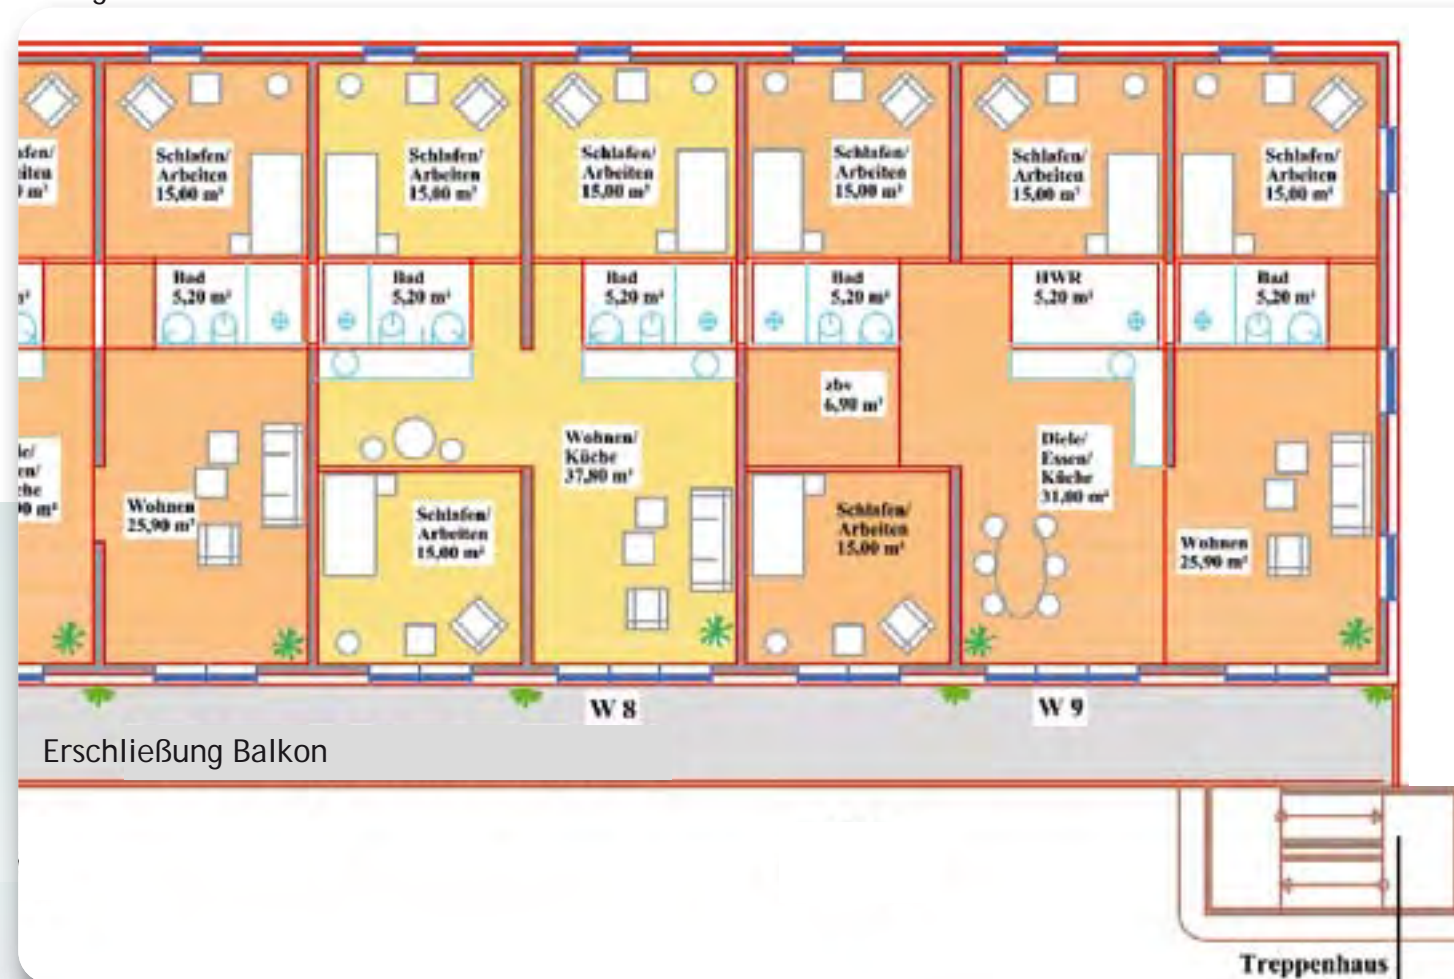 Schlafen/
Arbeiten
15,00 m²
Schlafen/
Arbeiten
15,00 m²
Schlafen/
Arbeiten
15,00 m²
Schlafen/
Arbeiten
15,00 m²
Schlafen/
Arbeiten
15,00 m²
Schlafen/
Arbeiten
15,00 m²
Bad
5,20 m²
Bad
5,20 m²
Bad
5,20 m²
Bad
5,20 m²
HWR
5,20 m²
Bad
5,20 m²
zbv
6,90 m²
Wohnen/
Küche
37,80 m²
Diele/
Essen/
Küche
31,00 m²
Wohnen
25,90 m²
Schlafen/
Arbeiten
15,00 m²
Schlafen/
Arbeiten
15,00 m²
Wohnen
25,90 m²
W 8
W 9
Erschließung Balkon
Treppenhaus